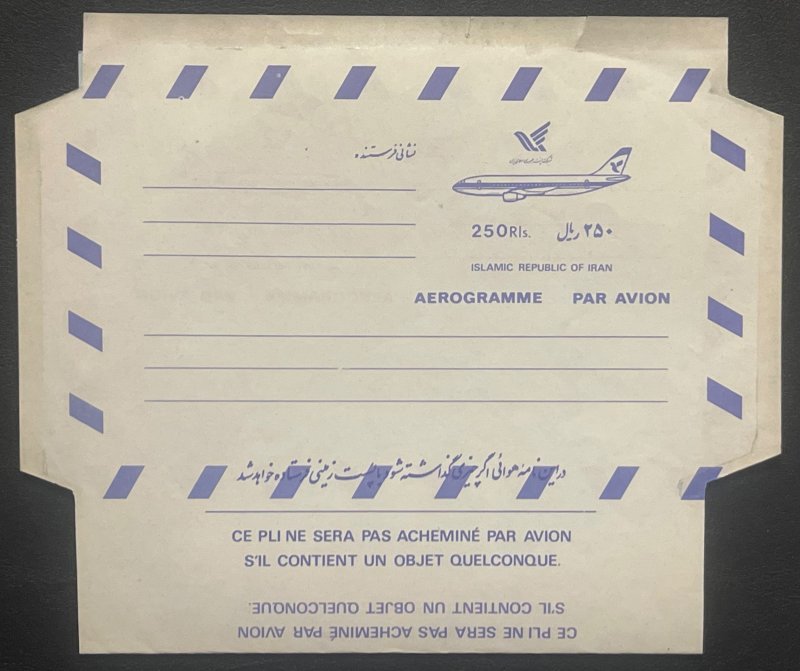 نشانی فرستنده
250Rls. ۲۵۰ ریال
ISLAMIC REPUBLIC OF IRAN
AEROGRAMME PAR AVION
در این نامهٔ هوائی اگر چیزی گذاشته شود با پست زمینی فرستاده خواهد شد
CE PLI NE SERA PAS ACHEMINÉ PAR AVION
S'IL CONTIENT UN OBJET QUELCONQUE.
CE PLI NE SERA PAS ACHEMINÉ PAR AVION
S'IL CONTIENT UN OBJET QUELCONQUE.